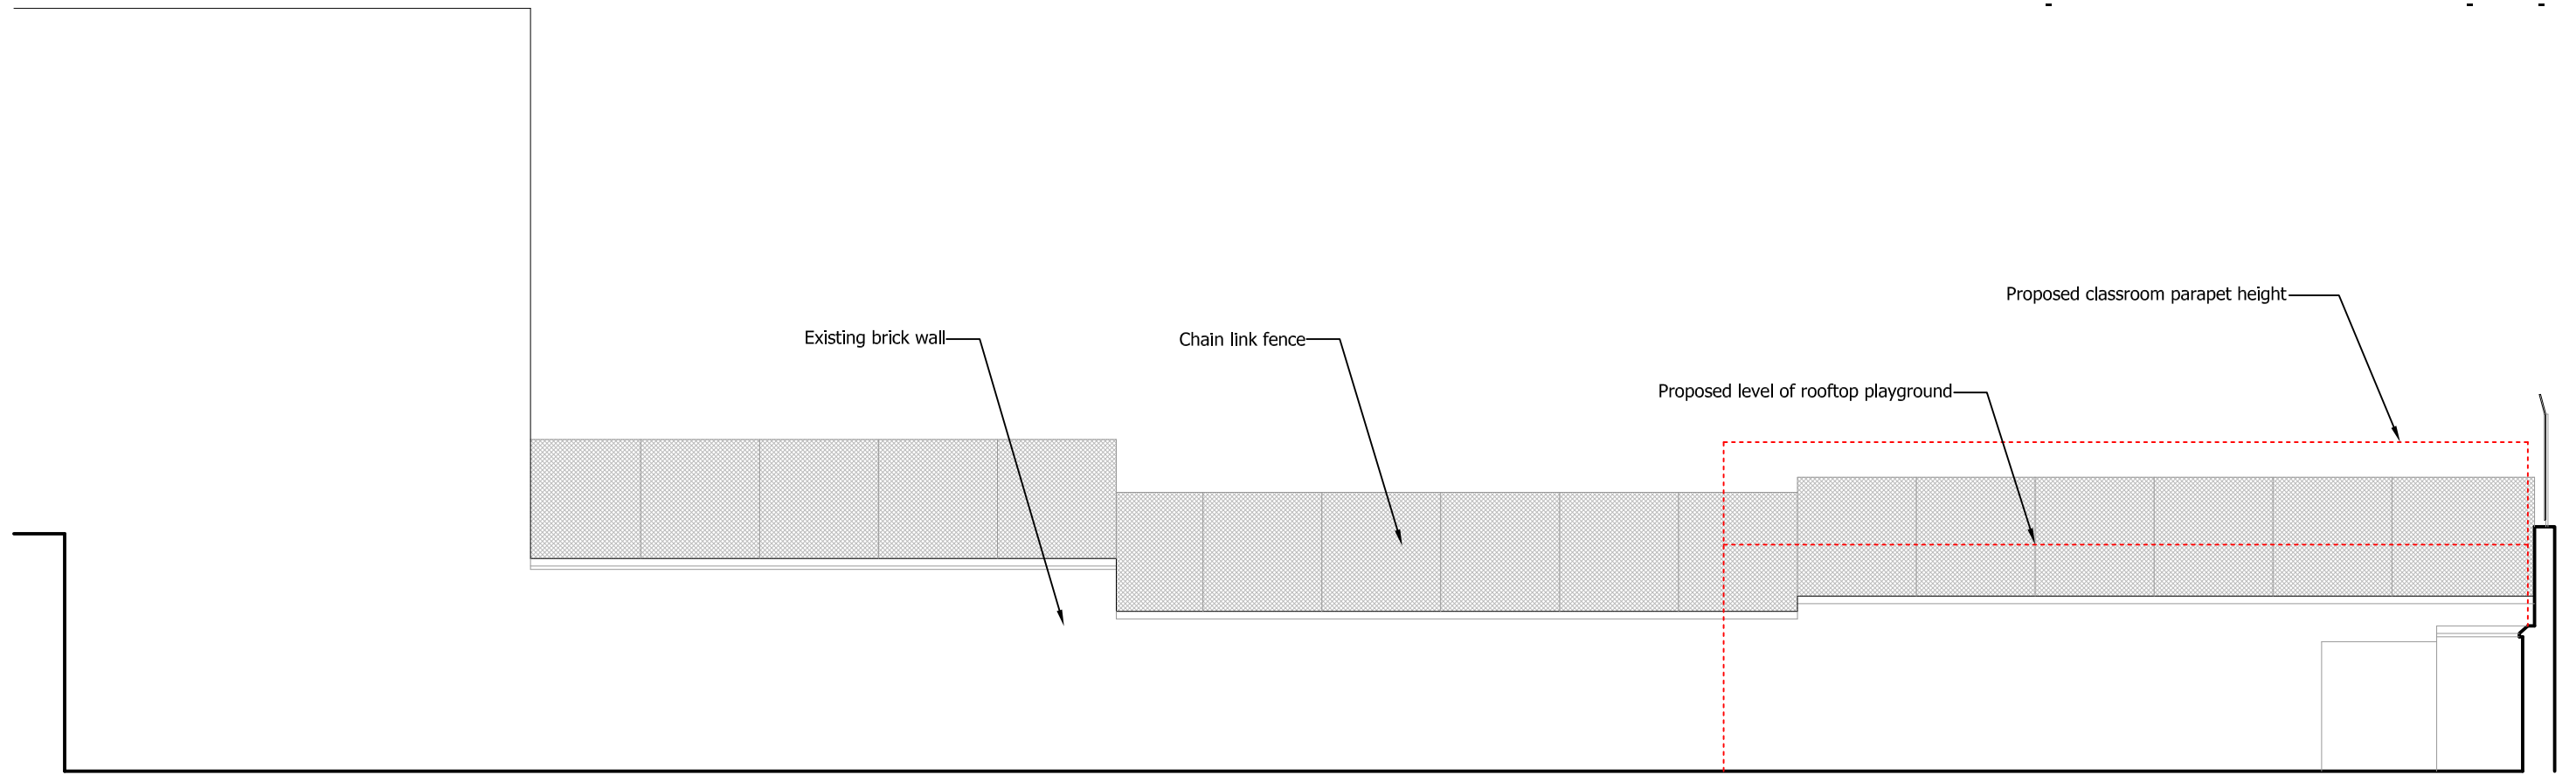 Proposed classroom parapet height
Existing brick wall
Chain link fence
Proposed level of rooftop playground